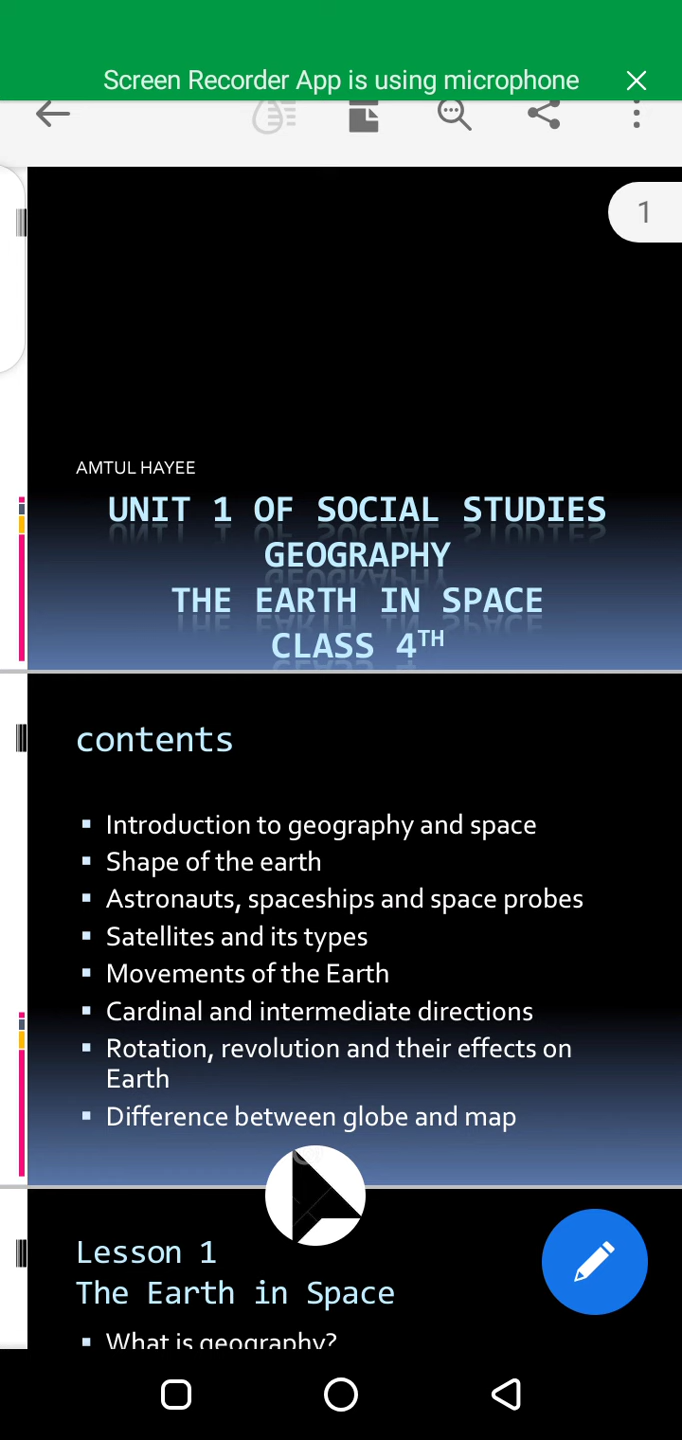 Screen Recorder App is using microphone
1
AMTUL HAYEE
UNIT 1 OF SOCIAL STUDIES
GEOGRAPHY
THE EARTH IN SPACE
CLASS 4TH
contents
Introduction to geography and space
Shape of the earth
Astronauts, spaceships and space probes
Satellites and its types
Movements of the Earth
Cardinal and intermediate directions
Rotation, revolution and their effects on
Earth
Difference between globe and map
Lesson 1
The Earth in Space
What is geography?